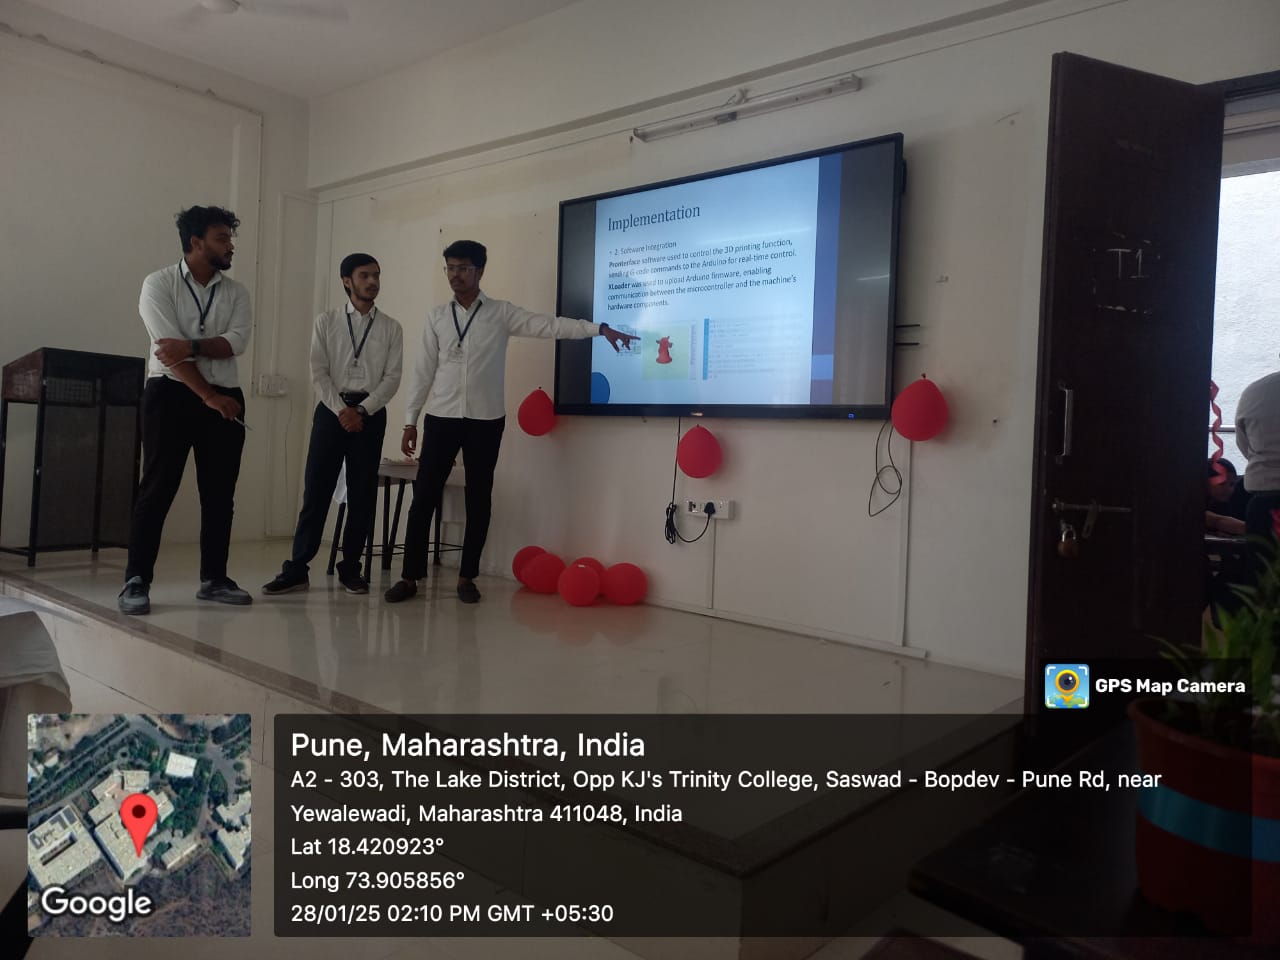 Implementation
• 2. Software Integration
Pronterface software used to control the 3D printing function,
sending G-code commands to the Arduino for real-time control.
XLoader was used to upload Arduino firmware, enabling
communication between the microcontroller and the machine's
hardware components.
T1
GPS Map Camera
Pune, Maharashtra, India
A2 - 303, The Lake District, Opp KJ's Trinity College, Saswad - Bopdev - Pune Rd, near
Yewalewadi, Maharashtra 411048, India
Lat 18.420923°
Long 73.905856°
28/01/25 02:10 PM GMT +05:30
Google